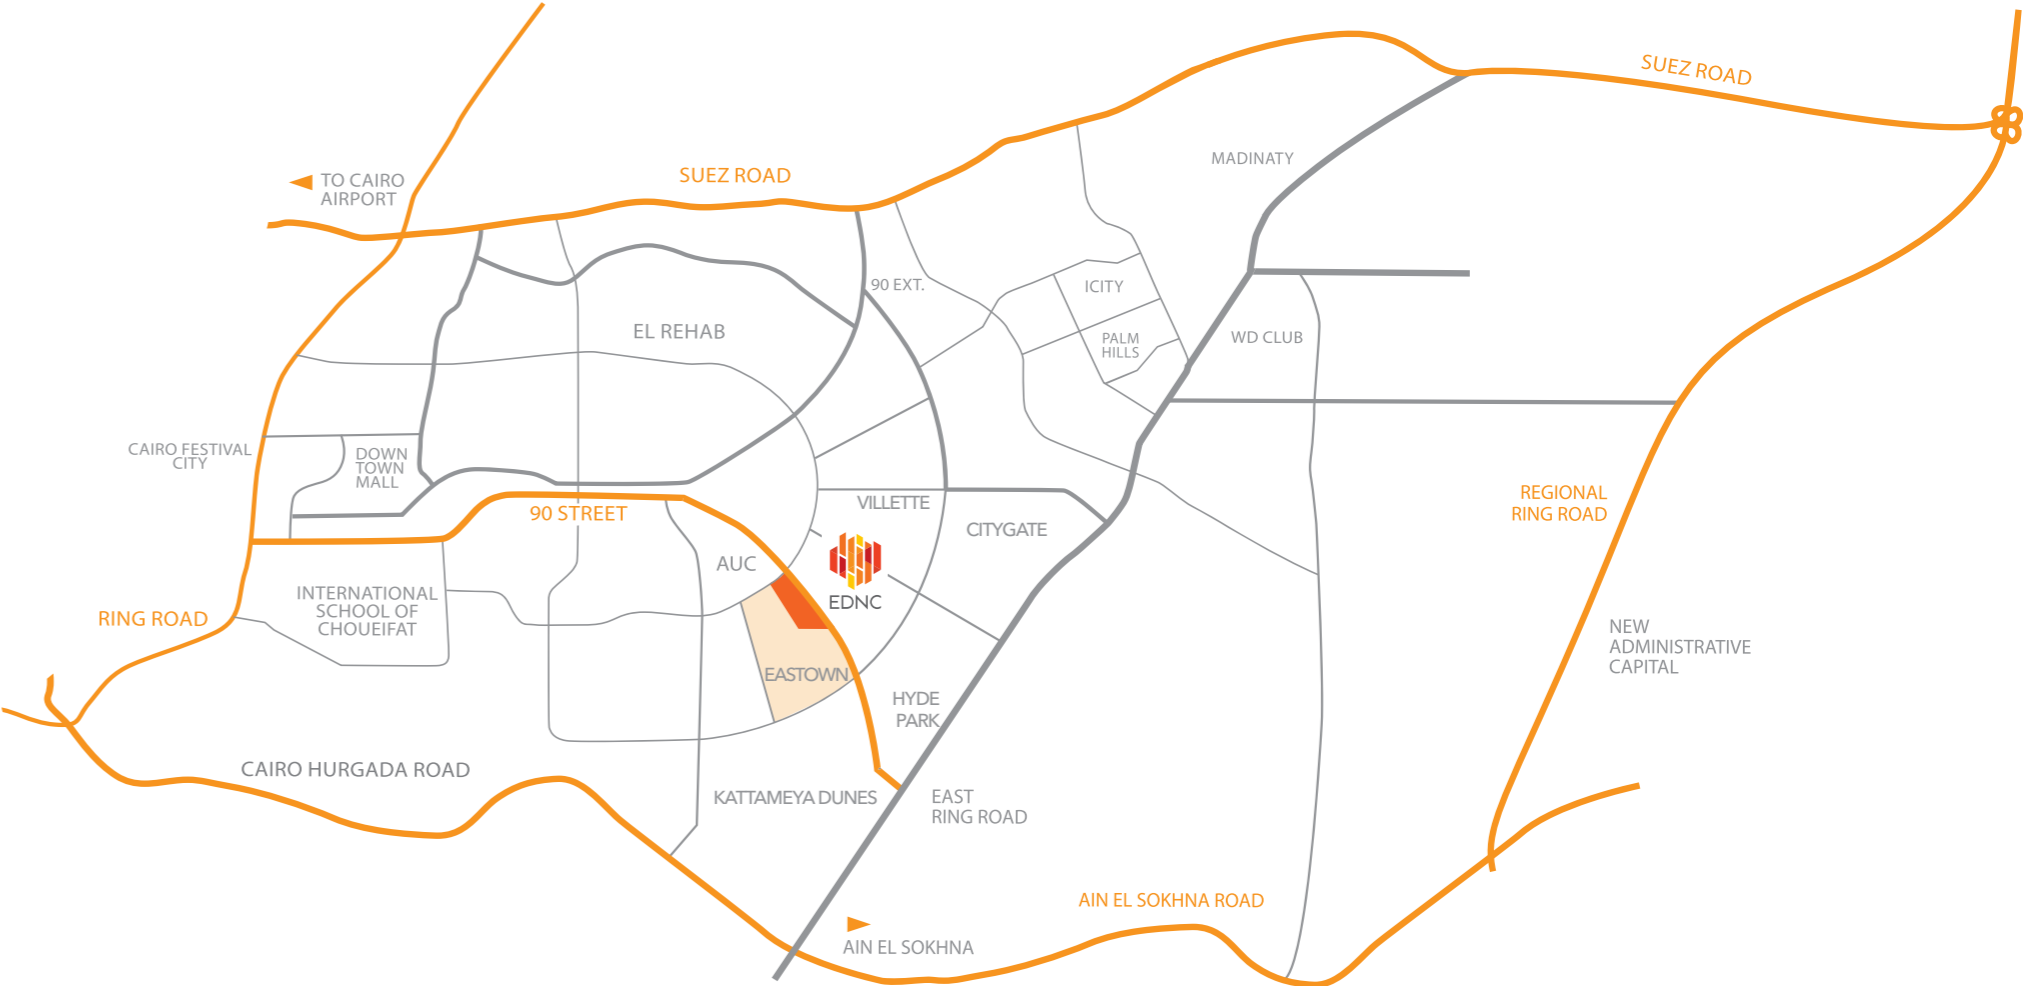 SUEZ ROAD
MADINATY
TO CAIRO
AIRPORT
SUEZ ROAD
90 EXT.
ICITY
EL REHAB
PALM
HILLS
WD CLUB
CAIRO FESTIVAL
CITY
DOWN
TOWN
MALL
90 STREET
VILLETTE
CITYGATE
REGIONAL
RING ROAD
AUC
EDNC
INTERNATIONAL
SCHOOL OF
CHOUEIFAT
RING ROAD
NEW
ADMINISTRATIVE
CAPITAL
EASTOWN
HYDE
PARK
CAIRO HURGADA ROAD
KATTAMEYA DUNES
EAST
RING ROAD
AIN EL SOKHNA ROAD
AIN EL SOKHNA